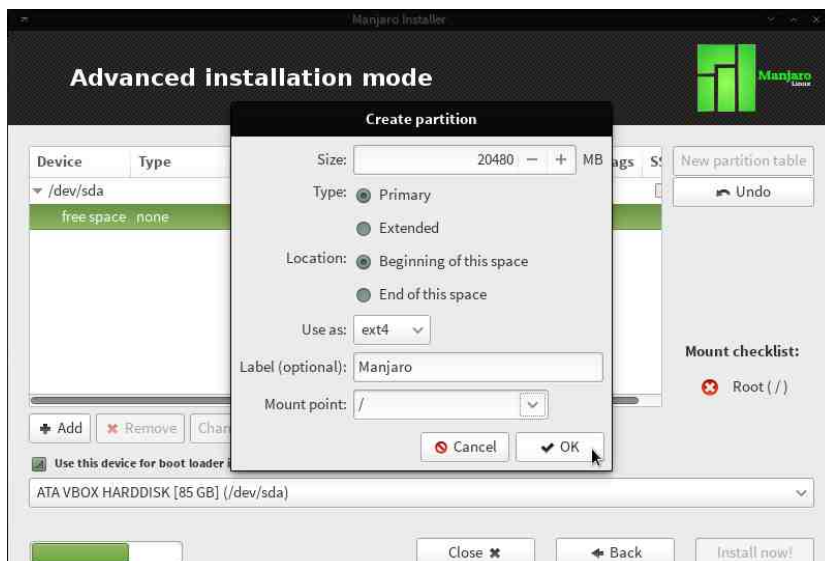 Manjaro Installer
Advanced installation mode
Manjaro
Linux
Create partition
Device Type ags
New partition table
/dev/sda
Undo
free space none
Size: 20480 MB
Type: Primary
Extended
Location: Beginning of this space
End of this space
Use as: ext4
Label (optional): Manjaro
Mount point: /
Cancel OK
Mount checklist:
Root ( / )
Add Remove
Use this device for boot loader
ATA VBOX HARDDISK [85 GB] (/dev/sda)
Close Back Install now!